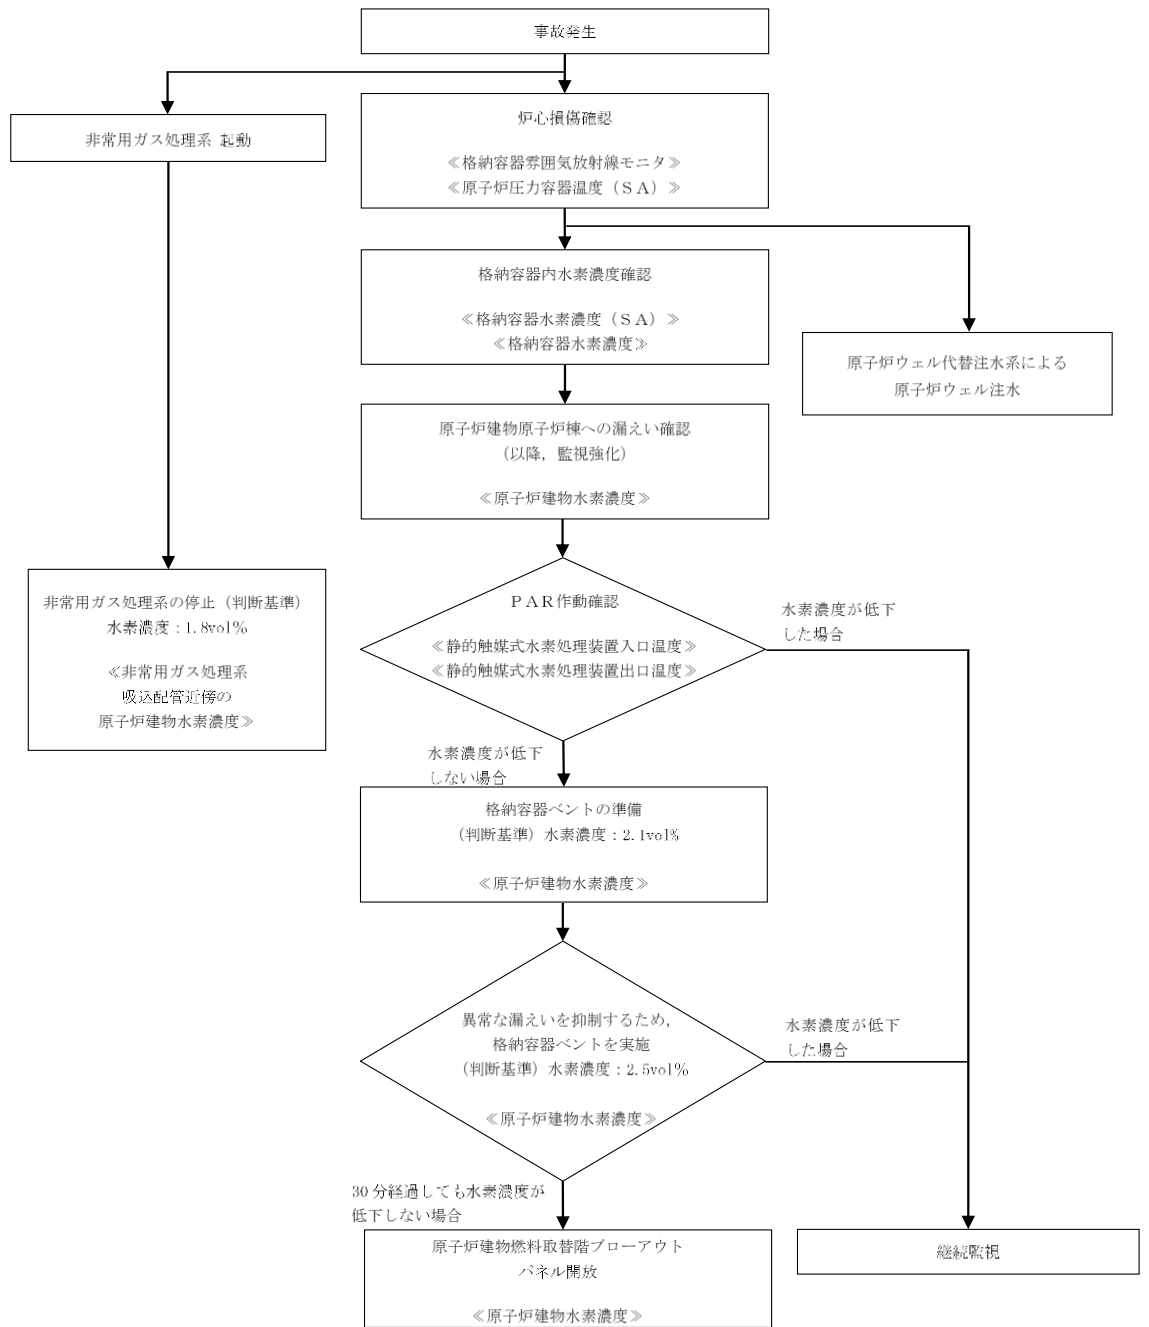 事故発生
非常用ガス処理系 起動
炉心損傷確認
≪格納容器雰囲気放射線モニタ≫
≪原子炉圧力容器温度（ＳＡ）≫
格納容器内水素濃度確認
≪格納容器水素濃度（ＳＡ）≫
≪格納容器水素濃度≫
原子炉ウェル代替注水系による
原子炉ウェル注水
原子炉建物原子炉棟への漏えい確認
（以降，監視強化）
≪原子炉建物水素濃度≫
非常用ガス処理系の停止（判断基準）
水素濃度：1.8vol%
≪非常用ガス処理系
吸込配管近傍の
原子炉建物水素濃度≫
ＰＡＲ作動確認
≪静的触媒式水素処理装置入口温度≫
≪静的触媒式水素処理装置出口温度≫
水素濃度が低下
した場合
水素濃度が低下
しない場合
格納容器ベントの準備
（判断基準）水素濃度：2.1vol%
≪原子炉建物水素濃度≫
異常な漏えいを抑制するため，
格納容器ベントを実施
（判断基準）水素濃度：2.5vol%
≪原子炉建物水素濃度≫
水素濃度が低下
した場合
30 分経過しても水素濃度が
低下しない場合
原子炉建物燃料取替階ブローアウト
パネル開放
≪原子炉建物水素濃度≫
継続監視